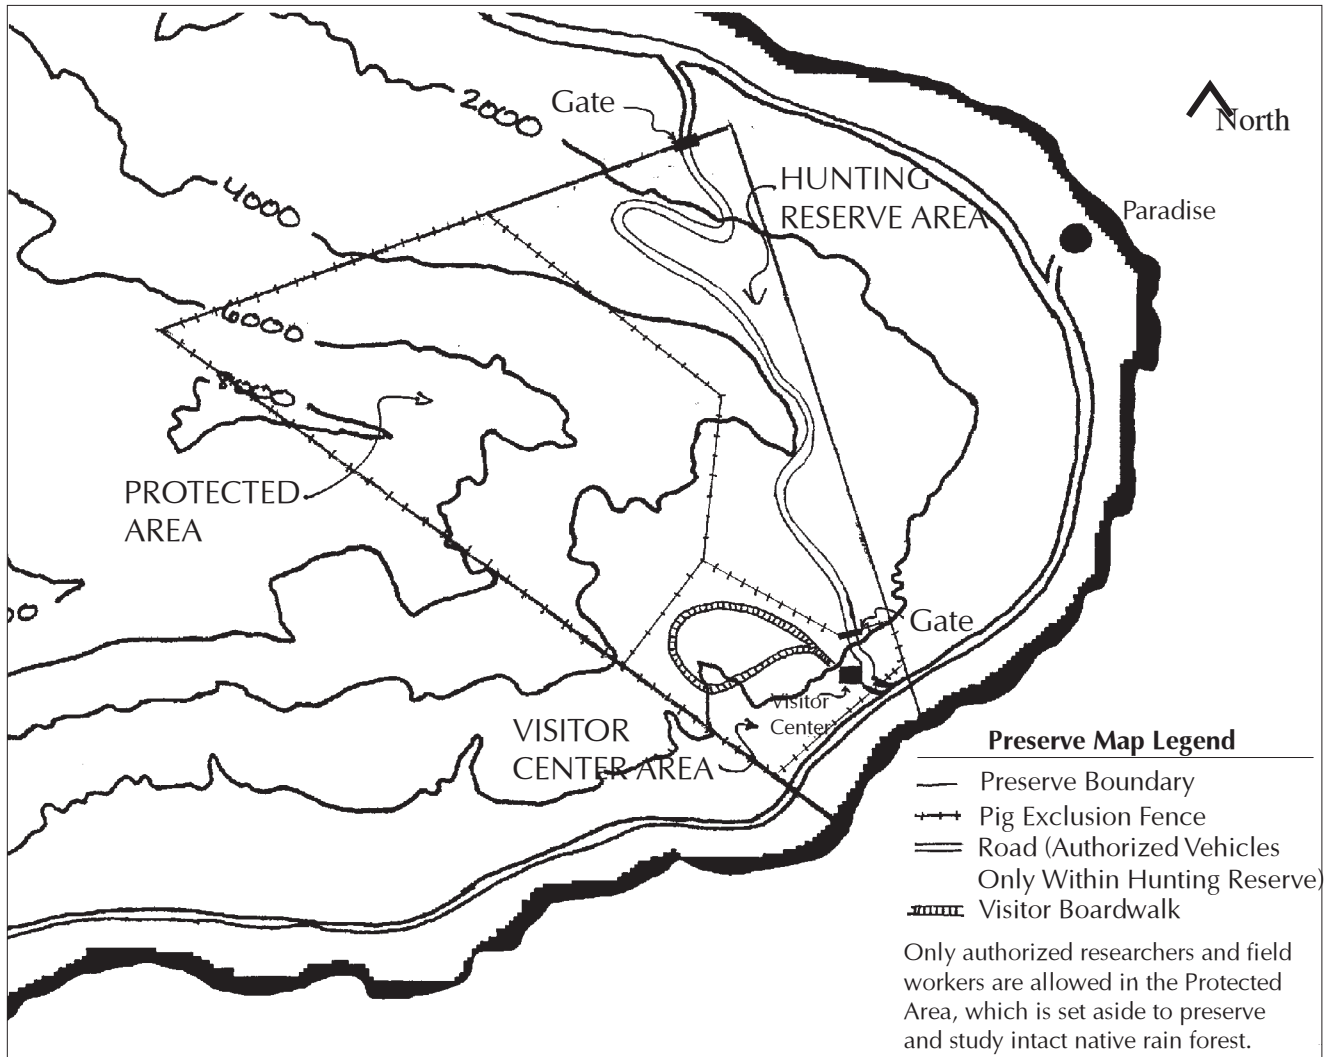 2000
Gate
North
HUNTING
RESERVE AREA
4000
Paradise
6000
8000
PROTECTED
AREA
00
Gate
Visitor
Center
VISITOR
CENTER AREA
Preserve Map Legend
Preserve Boundary
Pig Exclusion Fence
Road (Authorized Vehicles
Only Within Hunting Reserve)
Visitor Boardwalk
Only authorized researchers and field
workers are allowed in the Protected
Area, which is set aside to preserve
and study intact native rain forest.